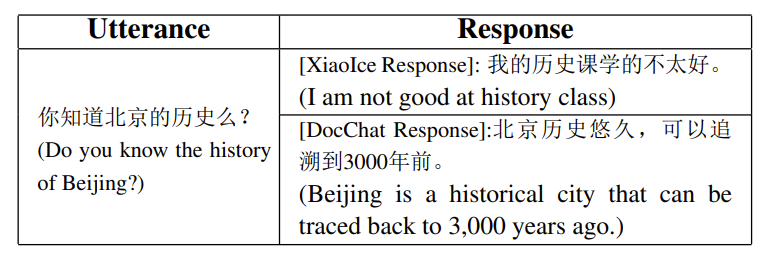 Utterance
Response
你知道北京的历史么？
(Do you know the history
of Beijing?)
[XiaoIce Response]: 我的历史课学的不太好。
(I am not good at history class)
[DocChat Response]:北京历史悠久，可以追
溯到3000年前。
(Beijing is a historical city that can be
traced back to 3,000 years ago.)